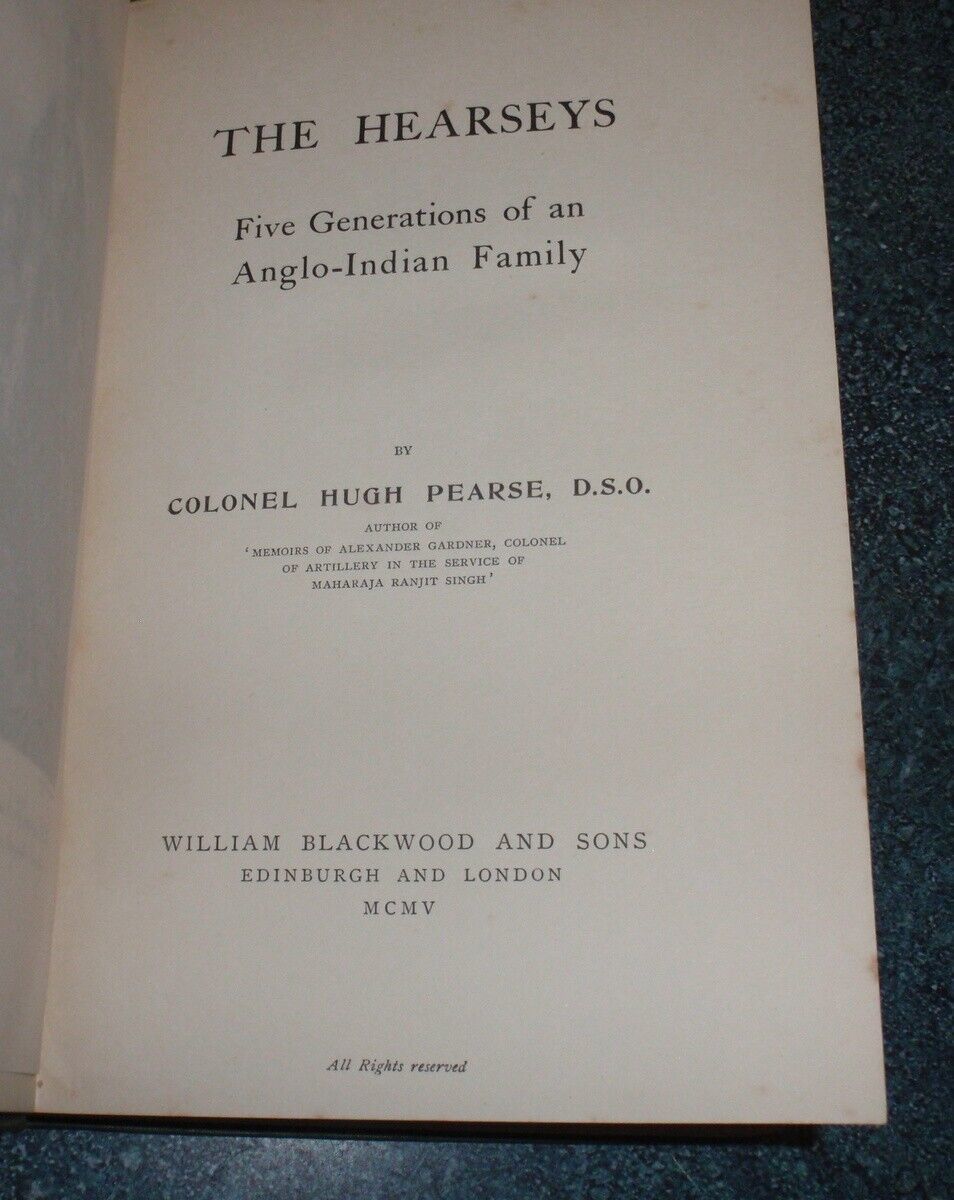 THE HEARSEYS
Five Generations of an
Anglo-Indian Family
BY
COLONEL HUGH PEARSE, D.S.O.
AUTHOR OF
'MEMOIRS OF ALEXANDER GARDNER, COLONEL
OF ARTILLERY IN THE SERVICE OF
MAHARAJA RANJIT SINGH'
WILLIAM BLACKWOOD AND SONS
EDINBURGH AND LONDON
MCMV
All Rights reserved